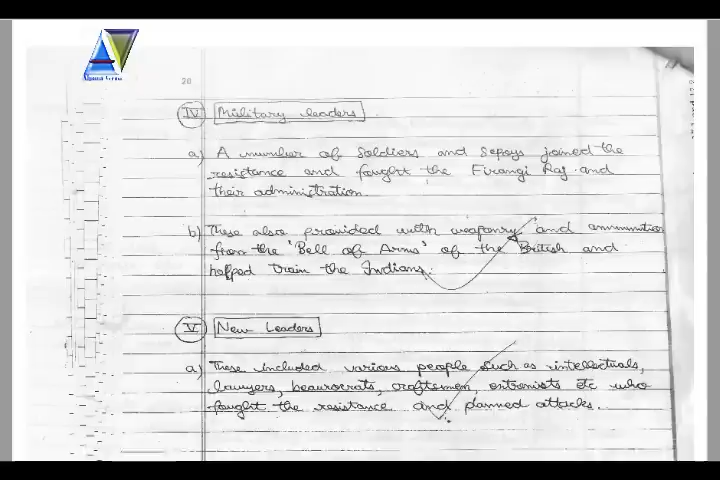 20
IV Military leaders
a) A number of Soldiers and Sepoys joined the
resistance and fought the Firangi Raj and
their administration.
b) These also provided with weaponry and ammunition
from the 'Bell of Arms' of the British and
helped train the Indians.
V New Leaders
a) These included various people such as intellectuals,
lawyers, beaurocrats, craftsmen, etc who
fought the resistance and planned attacks.